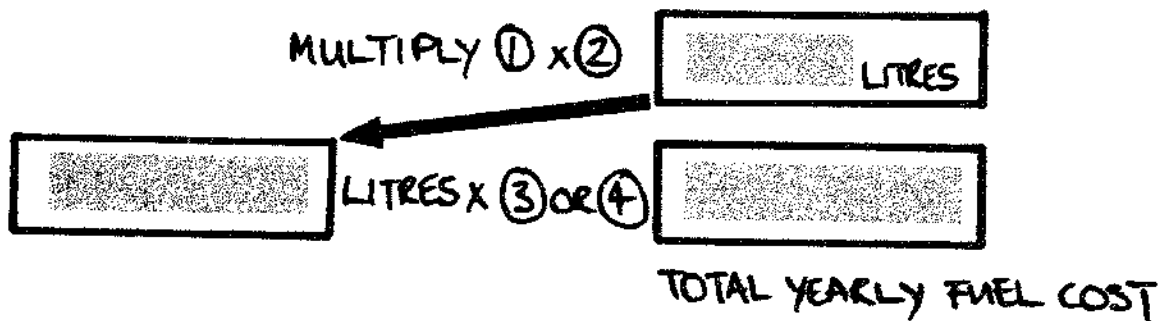 MULTIPLY ① x ②
LITRES
LITRES x ③ OR ④
TOTAL YEARLY FUEL COST